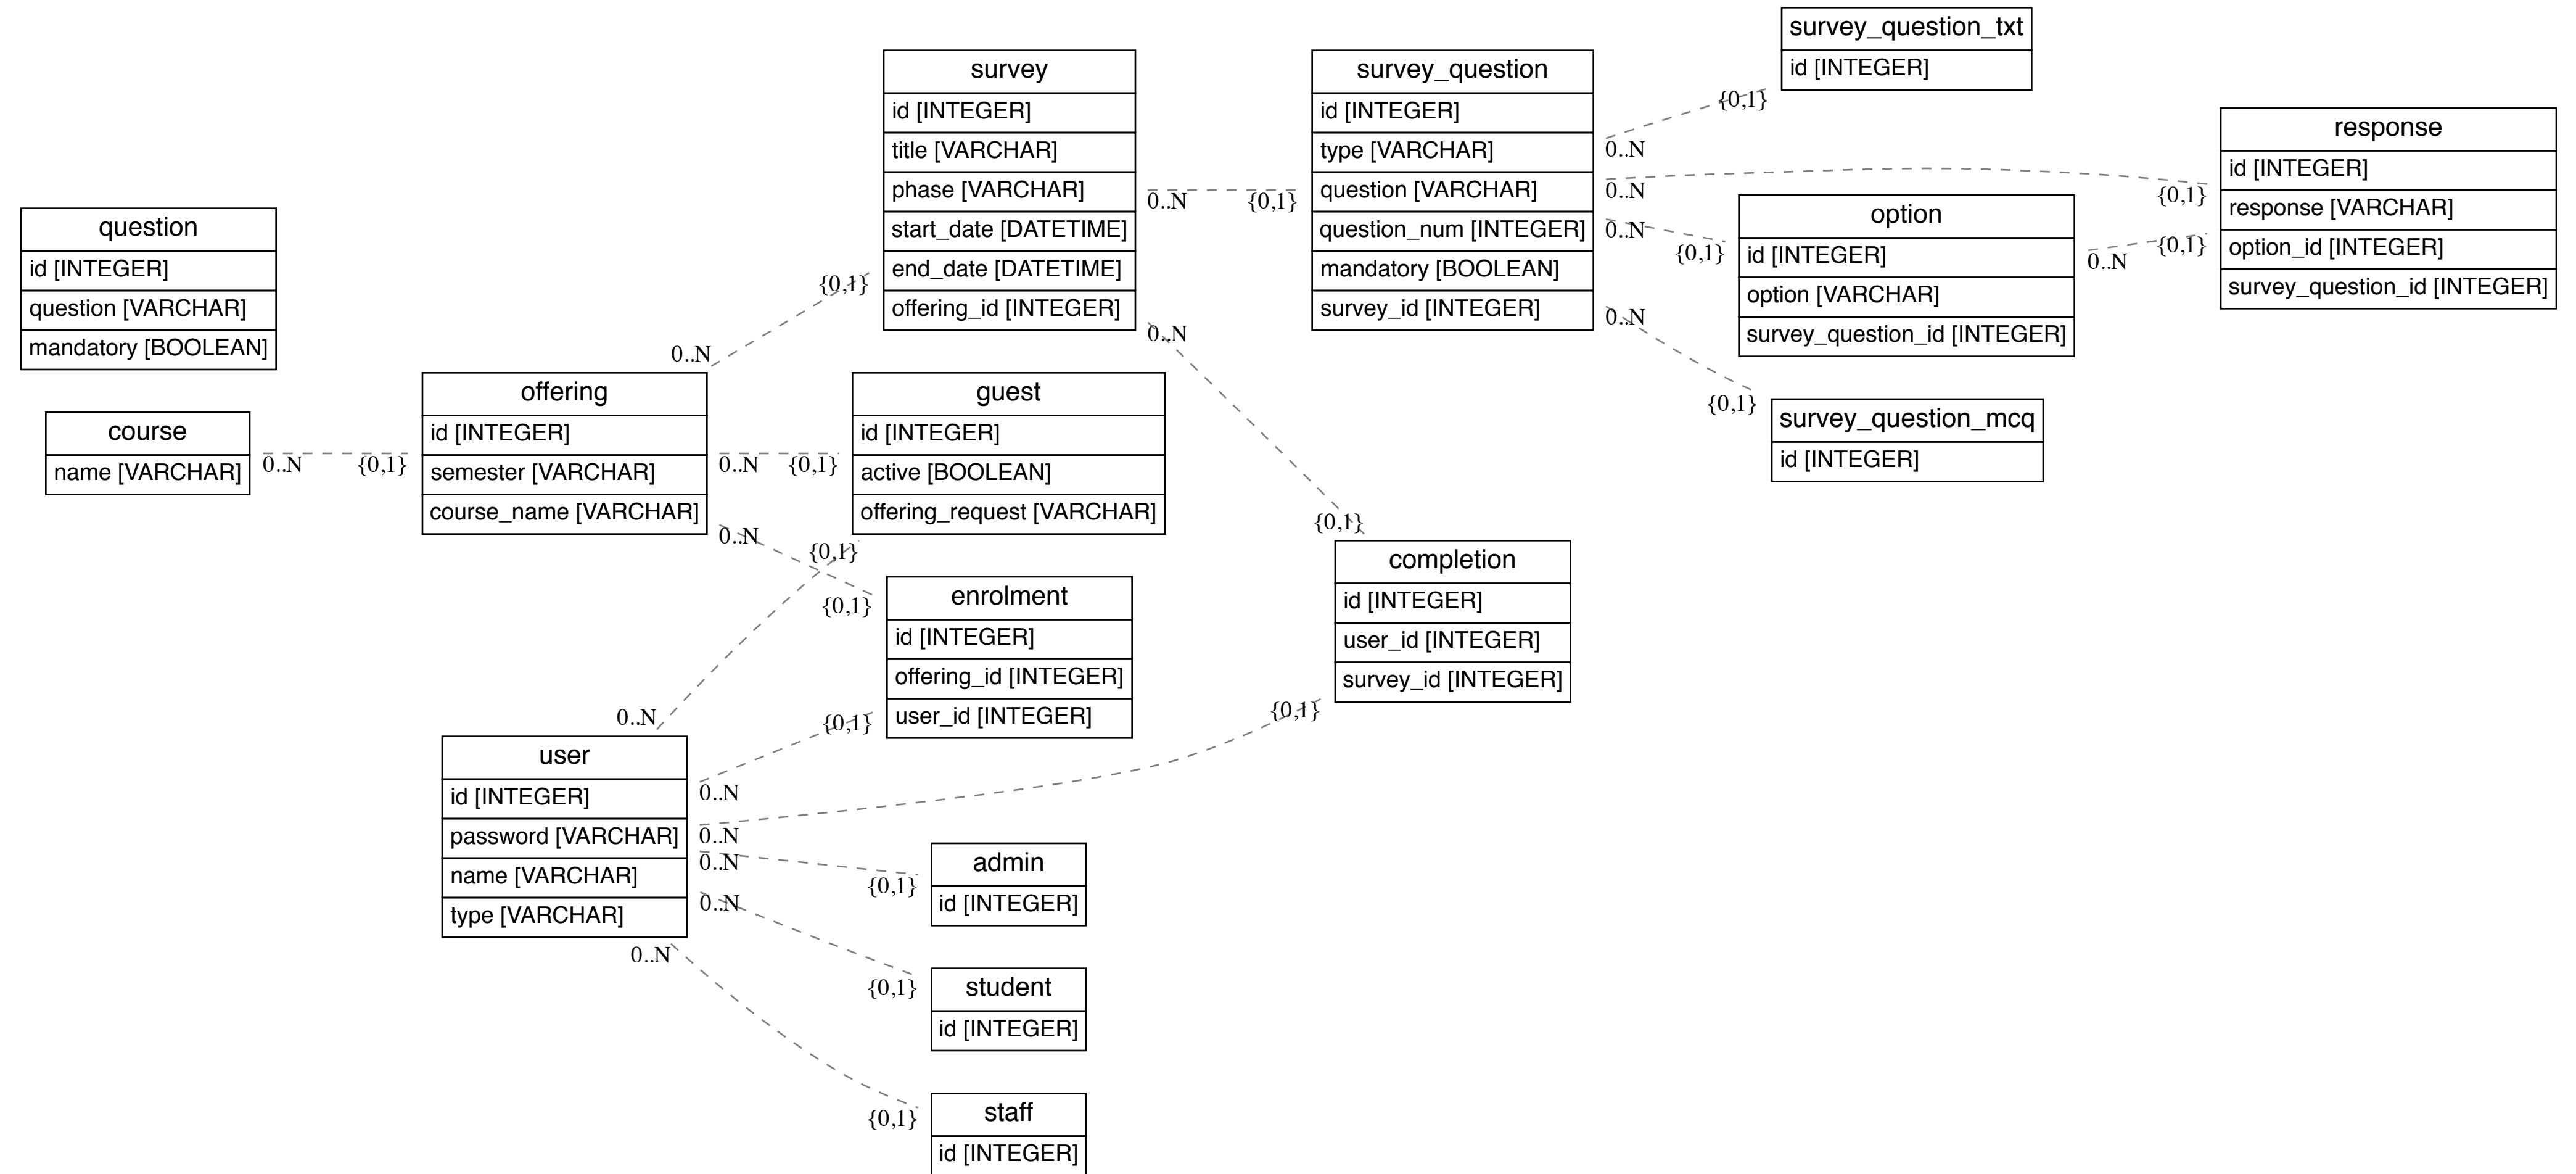 survey_question_txt
id [INTEGER]
survey
id [INTEGER]
title [VARCHAR]
phase [VARCHAR]
start_date [DATETIME]
end_date [DATETIME]
offering_id [INTEGER]
survey_question
id [INTEGER]
type [VARCHAR]
question [VARCHAR]
question_num [INTEGER]
mandatory [BOOLEAN]
survey_id [INTEGER]
{0,1}
0..N
response
id [INTEGER]
response [VARCHAR]
option_id [INTEGER]
survey_question_id [INTEGER]
0..N
{0,1}
0..N
{0,1}
0..N
{0,1}
option
id [INTEGER]
option [VARCHAR]
survey_question_id [INTEGER]
0..N
{0,1}
question
id [INTEGER]
question [VARCHAR]
mandatory [BOOLEAN]
{0,1}
0..N
0..N
0..N
{0,1}
survey_question_mcq
id [INTEGER]
course
name [VARCHAR]
0..N
{0,1}
offering
id [INTEGER]
semester [VARCHAR]
course_name [VARCHAR]
0..N
{0,1}
guest
id [INTEGER]
active [BOOLEAN]
offering_request [VARCHAR]
0..N
{0,1}
{0,1}
{0,1}
enrolment
id [INTEGER]
offering_id [INTEGER]
user_id [INTEGER]
completion
id [INTEGER]
user_id [INTEGER]
survey_id [INTEGER]
0..N
{0,1}
{0,1}
user
id [INTEGER]
password [VARCHAR]
name [VARCHAR]
type [VARCHAR]
0..N
0..N
0..N
{0,1}
admin
id [INTEGER]
0..N
{0,1}
student
id [INTEGER]
0..N
{0,1}
staff
id [INTEGER]